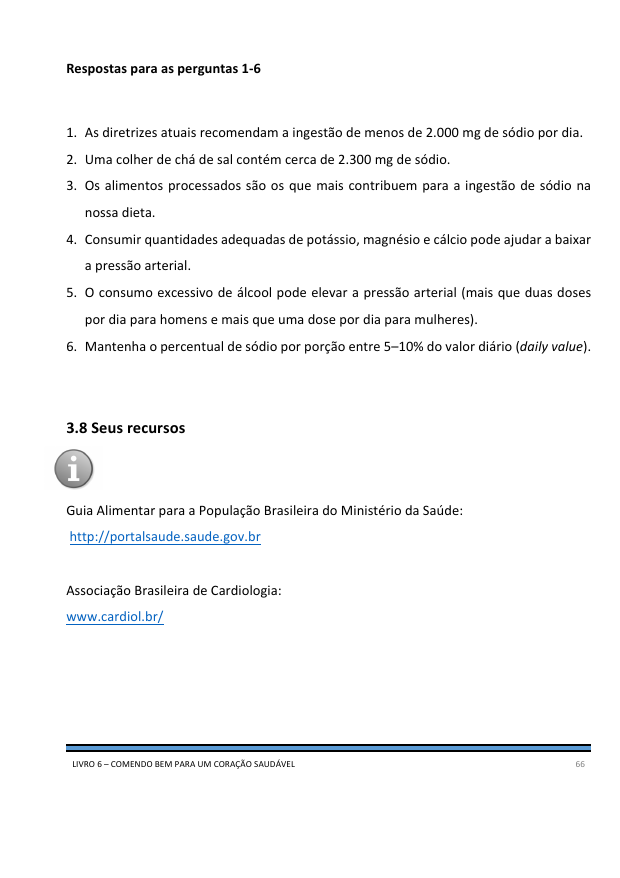 Respostas para as perguntas 1-6
1. As diretrizes atuais recomendam a ingestão de menos de 2.000 mg de sódio por dia.
2. Uma colher de chá de sal contém cerca de 2.300 mg de sódio.
3. Os alimentos processados são os que mais contribuem para a ingestão de sódio na
nossa dieta.
4. Consumir quantidades adequadas de potássio, magnésio e cálcio pode ajudar a baixar
a pressão arterial.
5. O consumo excessivo de álcool pode elevar a pressão arterial (mais que duas doses
por dia para homens e mais que uma dose por dia para mulheres).
6. Mantenha o percentual de sódio por porção entre 5–10% do valor diário (daily value).
3.8 Seus recursos
i
Guia Alimentar para a População Brasileira do Ministério da Saúde:
http://portalsaude.saude.gov.br
Associação Brasileira de Cardiologia:
www.cardiol.br/
LIVRO 6 – COMENDO BEM PARA UM CORAÇÃO SAUDÁVEL 66